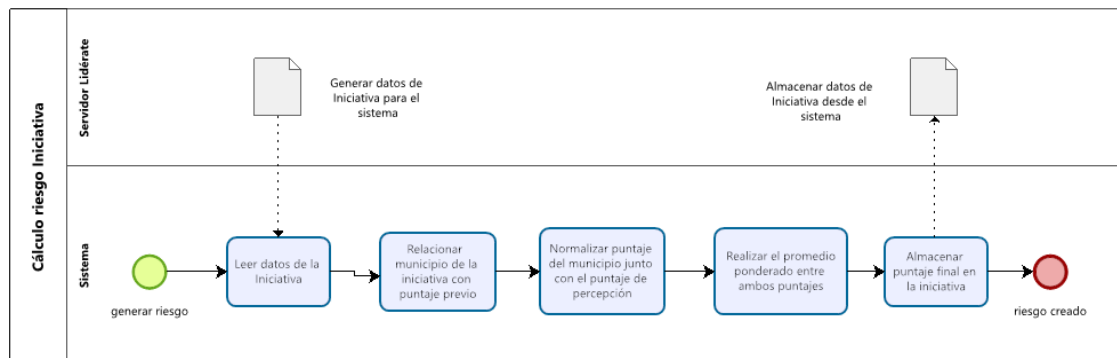 Cálculo riesgo Iniciativa
Servidor Lidérate
Generar datos de
Iniciativa para el
sistema
Almacenar datos de
Iniciativa desde el
sistema
Sistema
generar riesgo
Leer datos de la
Iniciativa
Relacionar
municipio de la
iniciativa con
puntaje previo
Normalizar puntaje
del municipio junto
con el puntaje de
percepción
Realizar el promedio
ponderado entre
ambos puntajes
Almacenar
puntaje final en
la iniciativa
riesgo creado